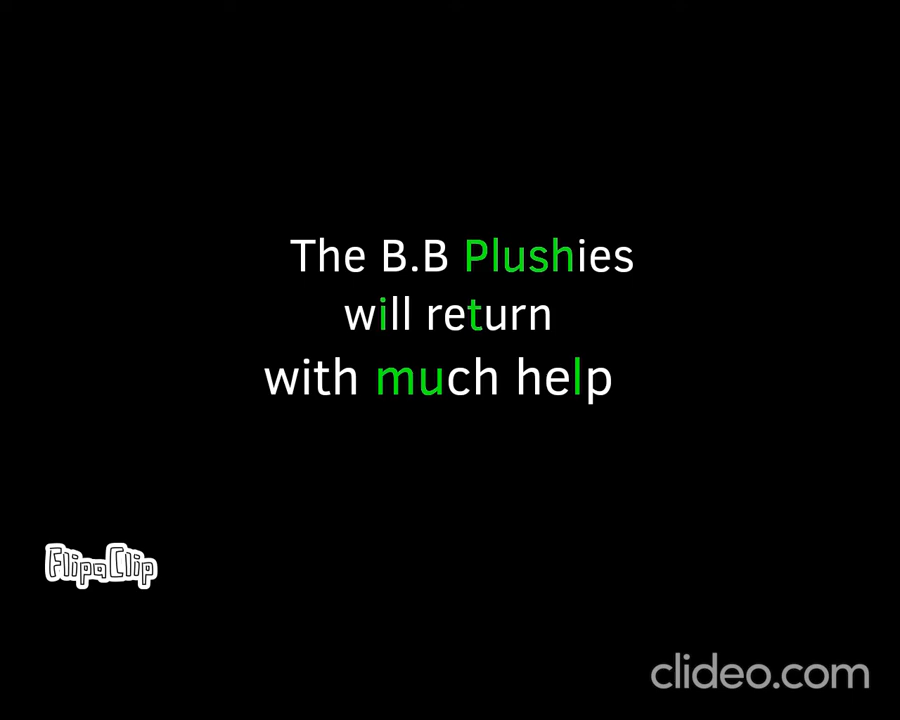 The B.B Plushies
will return
with much help
FlipaClip
clideo.com